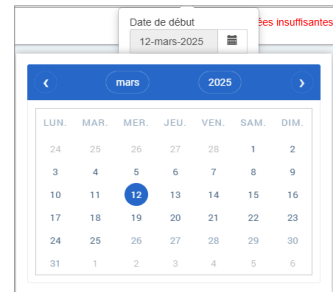 Date de début
ées insuffisantes
12-mars-2025
mars 2025
LUN. MAR. MER. JEU. VEN. SAM. DIM.
24 25 26 27 28 1 2
3 4 5 6 7 8 9
10 11 12 13 14 15 16
17 18 19 20 21 22 23
24 25 26 27 28 29 30
31 1 2 3 4 5 6